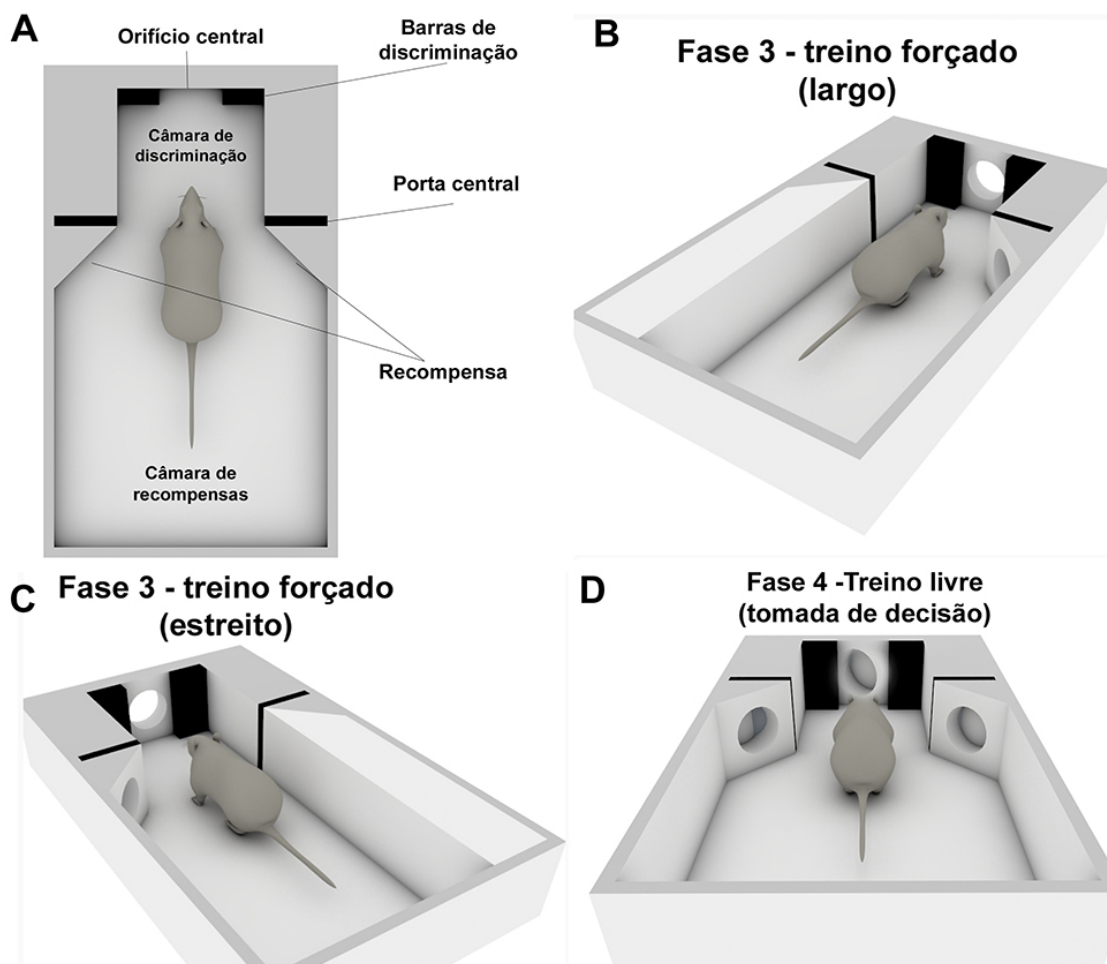 A
Orifício central
Barras de
discriminação
Câmara de
discriminação
Porta central
Recompensa
Câmara de
recompensas
B
Fase 3 - treino forçado
(largo)
C
Fase 3 - treino forçado
(estreito)
D
Fase 4 -Treino livre
(tomada de decisão)